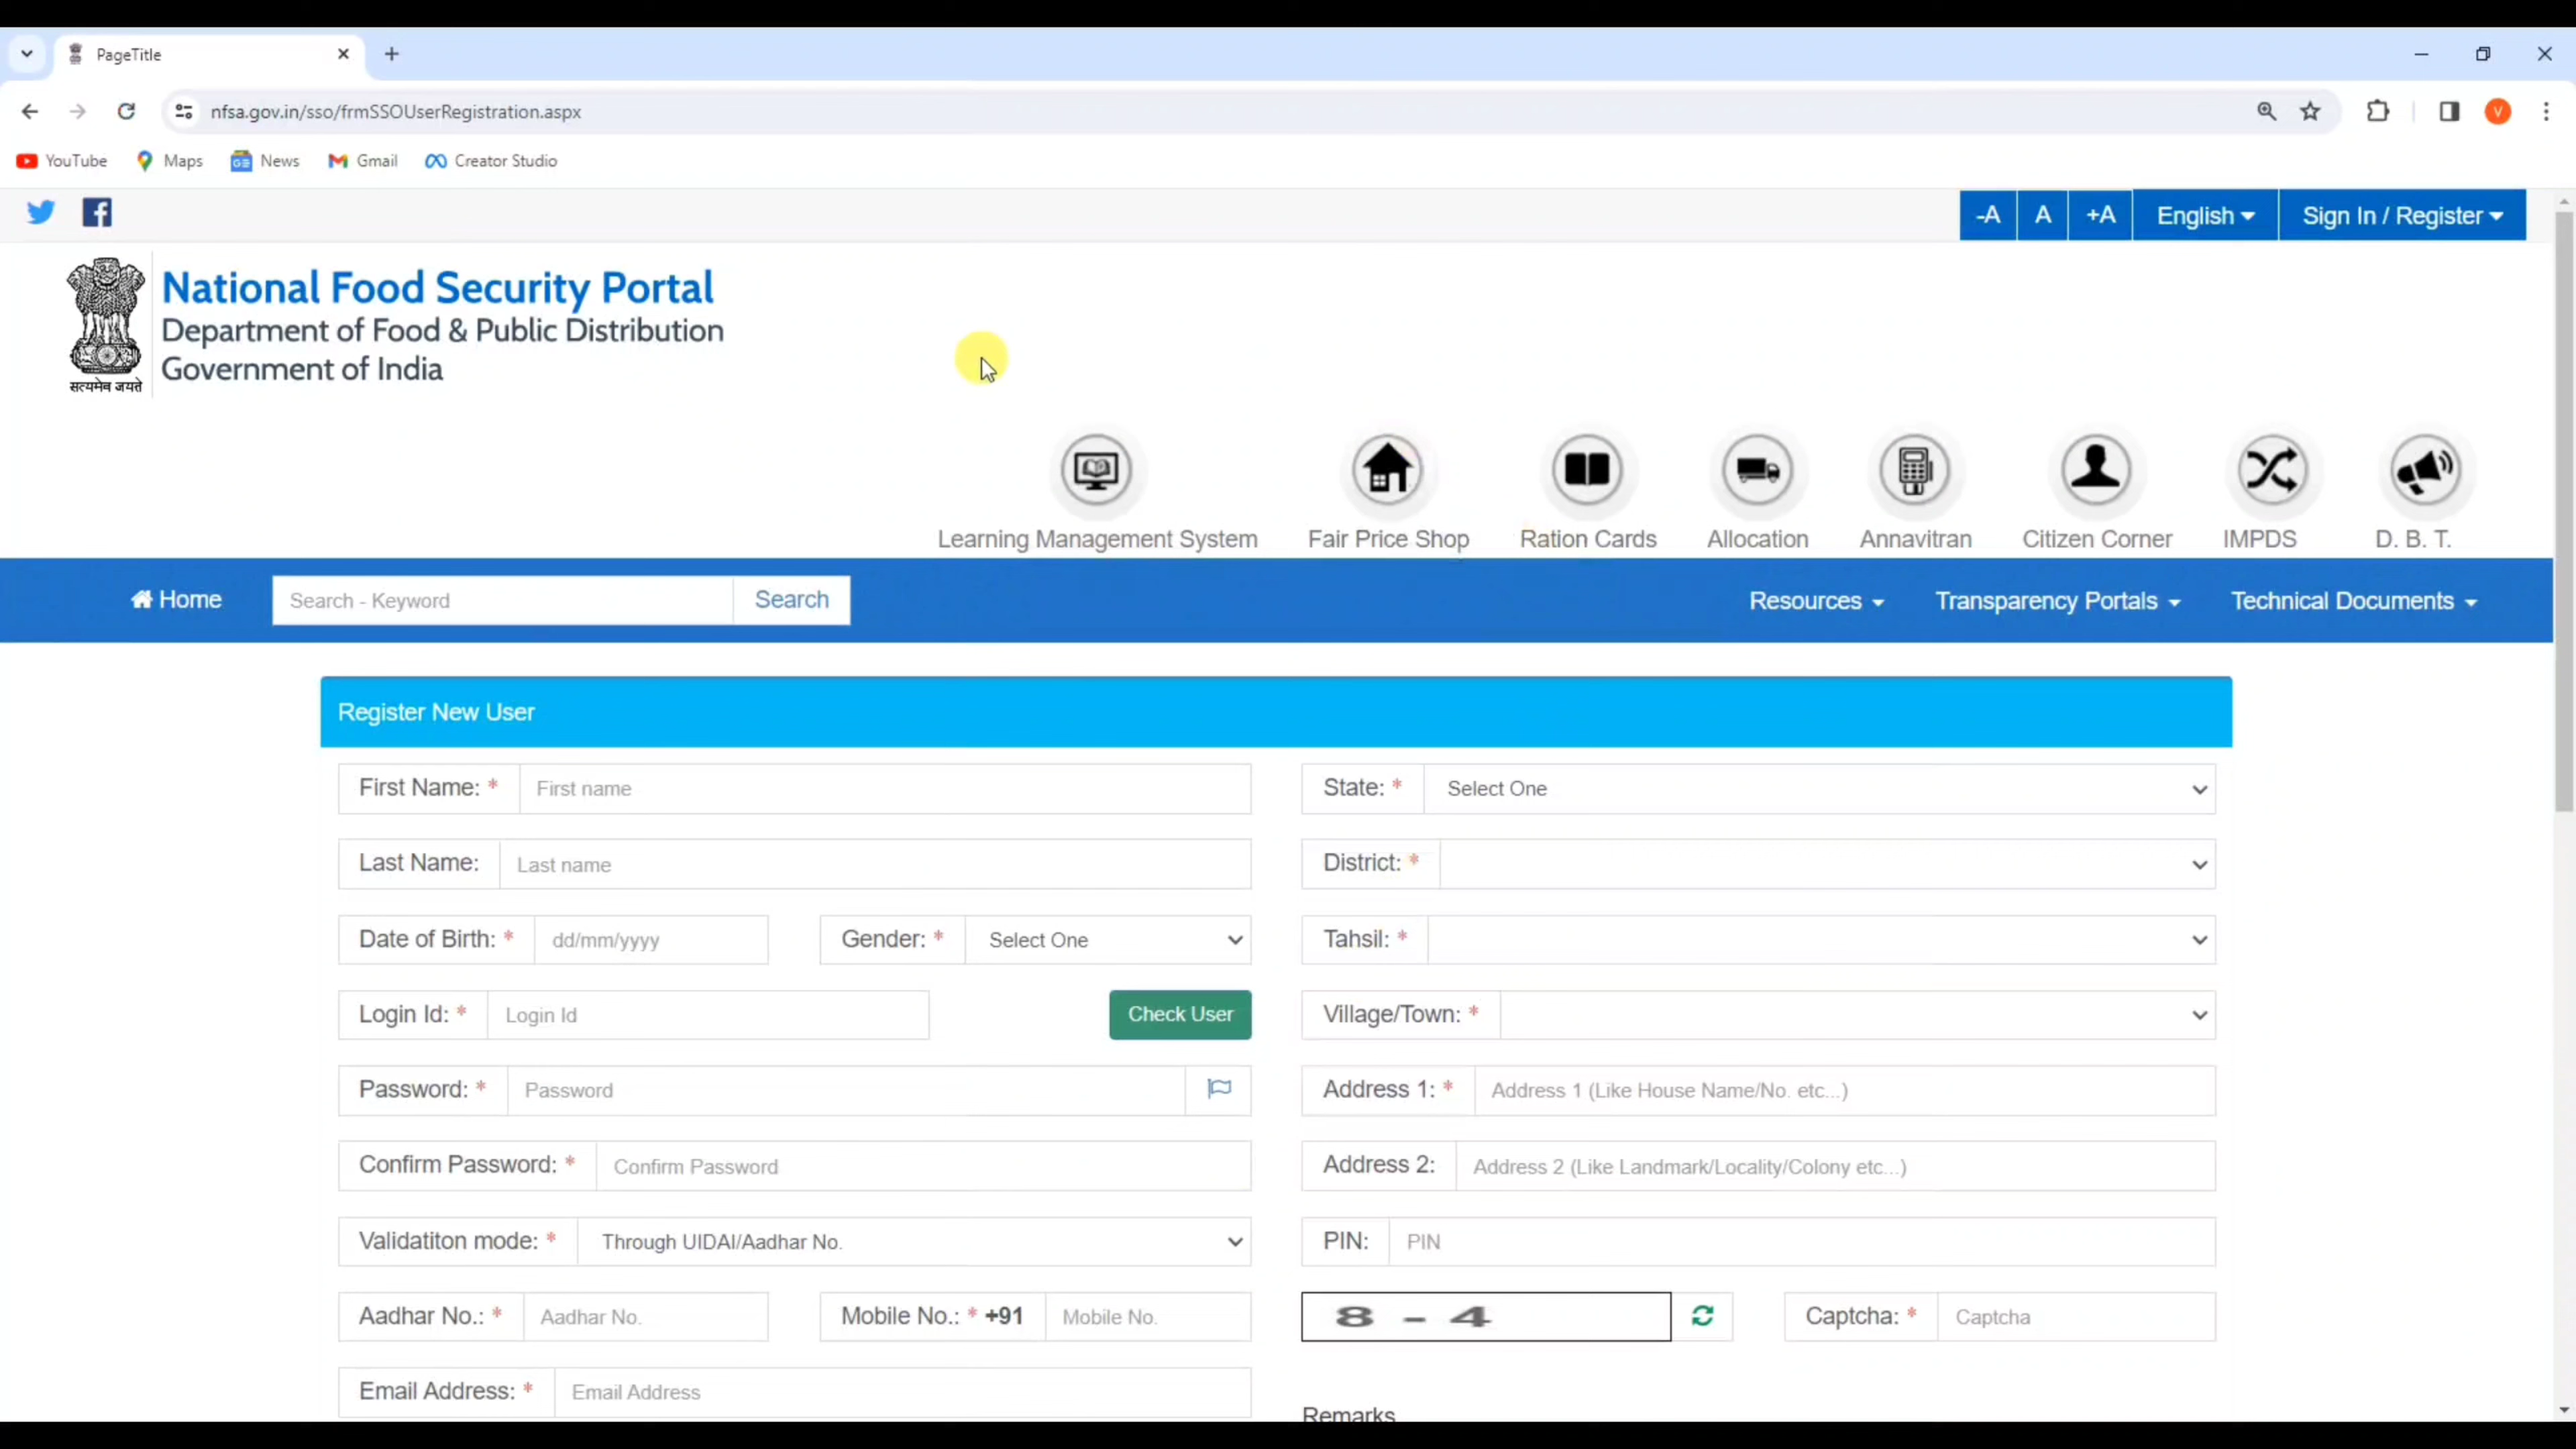 PageTitle
nfsa.gov.in/sso/frmSSOUserRegistration.aspx
V
YouTube Maps GE News Gmail Creator Studio
-A A +A English Sign In / Register
National Food Security Portal
Department of Food & Public Distribution
Government of India
सत्यमेव जयते
Learning Management System Fair Price Shop Ration Cards Allocation Annavitran Citizen Corner IMPDS D. B. T.
Home Search - Keyword Search Resources Transparency Portals Technical Documents
Register New User
First Name: * First name State: * Select One
Last Name: Last name District: *
Date of Birth: * dd/mm/yyyy Gender: * Select One Tahsil: *
Login Id: * Login Id Check User Village/Town: *
Password: * Password Address 1: * Address 1 (Like House Name/No. etc...)
Confirm Password: * Confirm Password Address 2: Address 2 (Like Landmark/Locality/Colony etc...)
Validatiton mode: * Through UIDAI/Aadhar No. PIN: PIN
Aadhar No.: * Aadhar No. Mobile No.: * +91 Mobile No. 8 - 4 Captcha: * Captcha
Email Address: * Email Address
Remarks